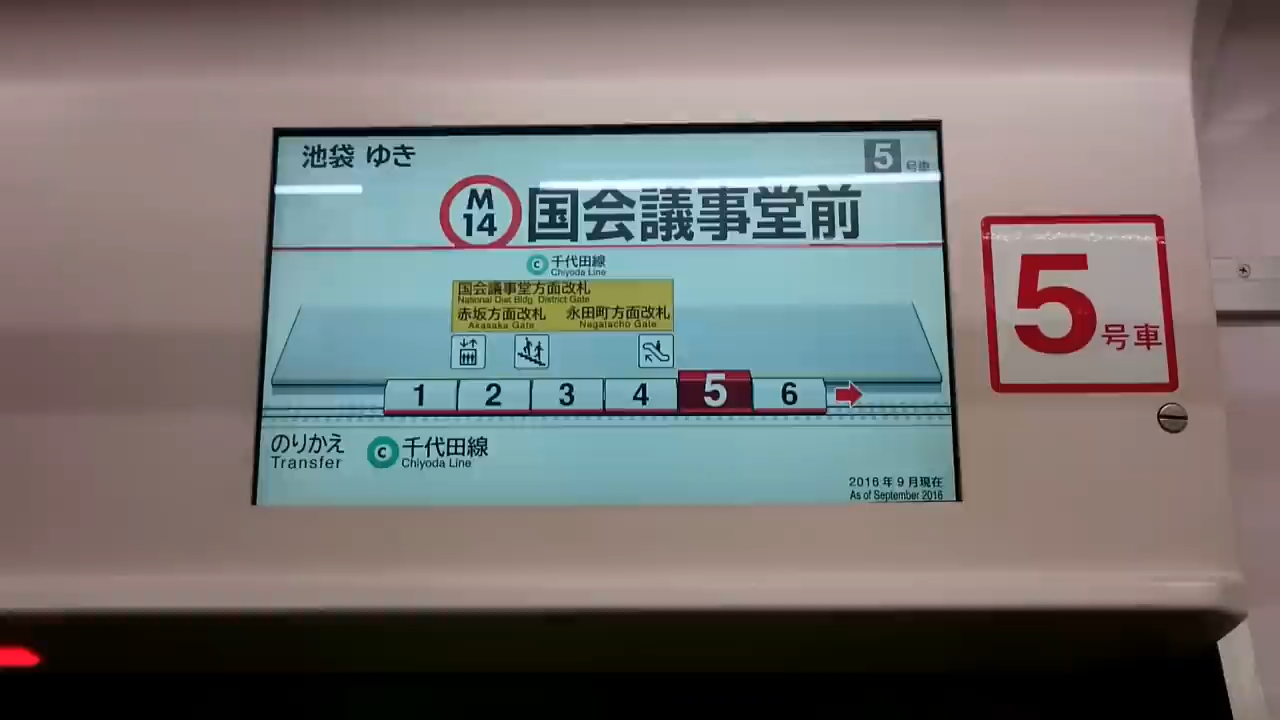 池袋 ゆき
5 号車
M 14 国会議事堂前
C 千代田線
Chiyoda Line
国会議事堂方面改札
National Diet Bldg. District Gate
赤坂方面改札 永田町方面改札
Akasaka Gate Nagatacho Gate
1 2 3 4 5 6
のりかえ C 千代田線
Transfer Chiyoda Line
2016年9月現在
As of September 2016
5号車